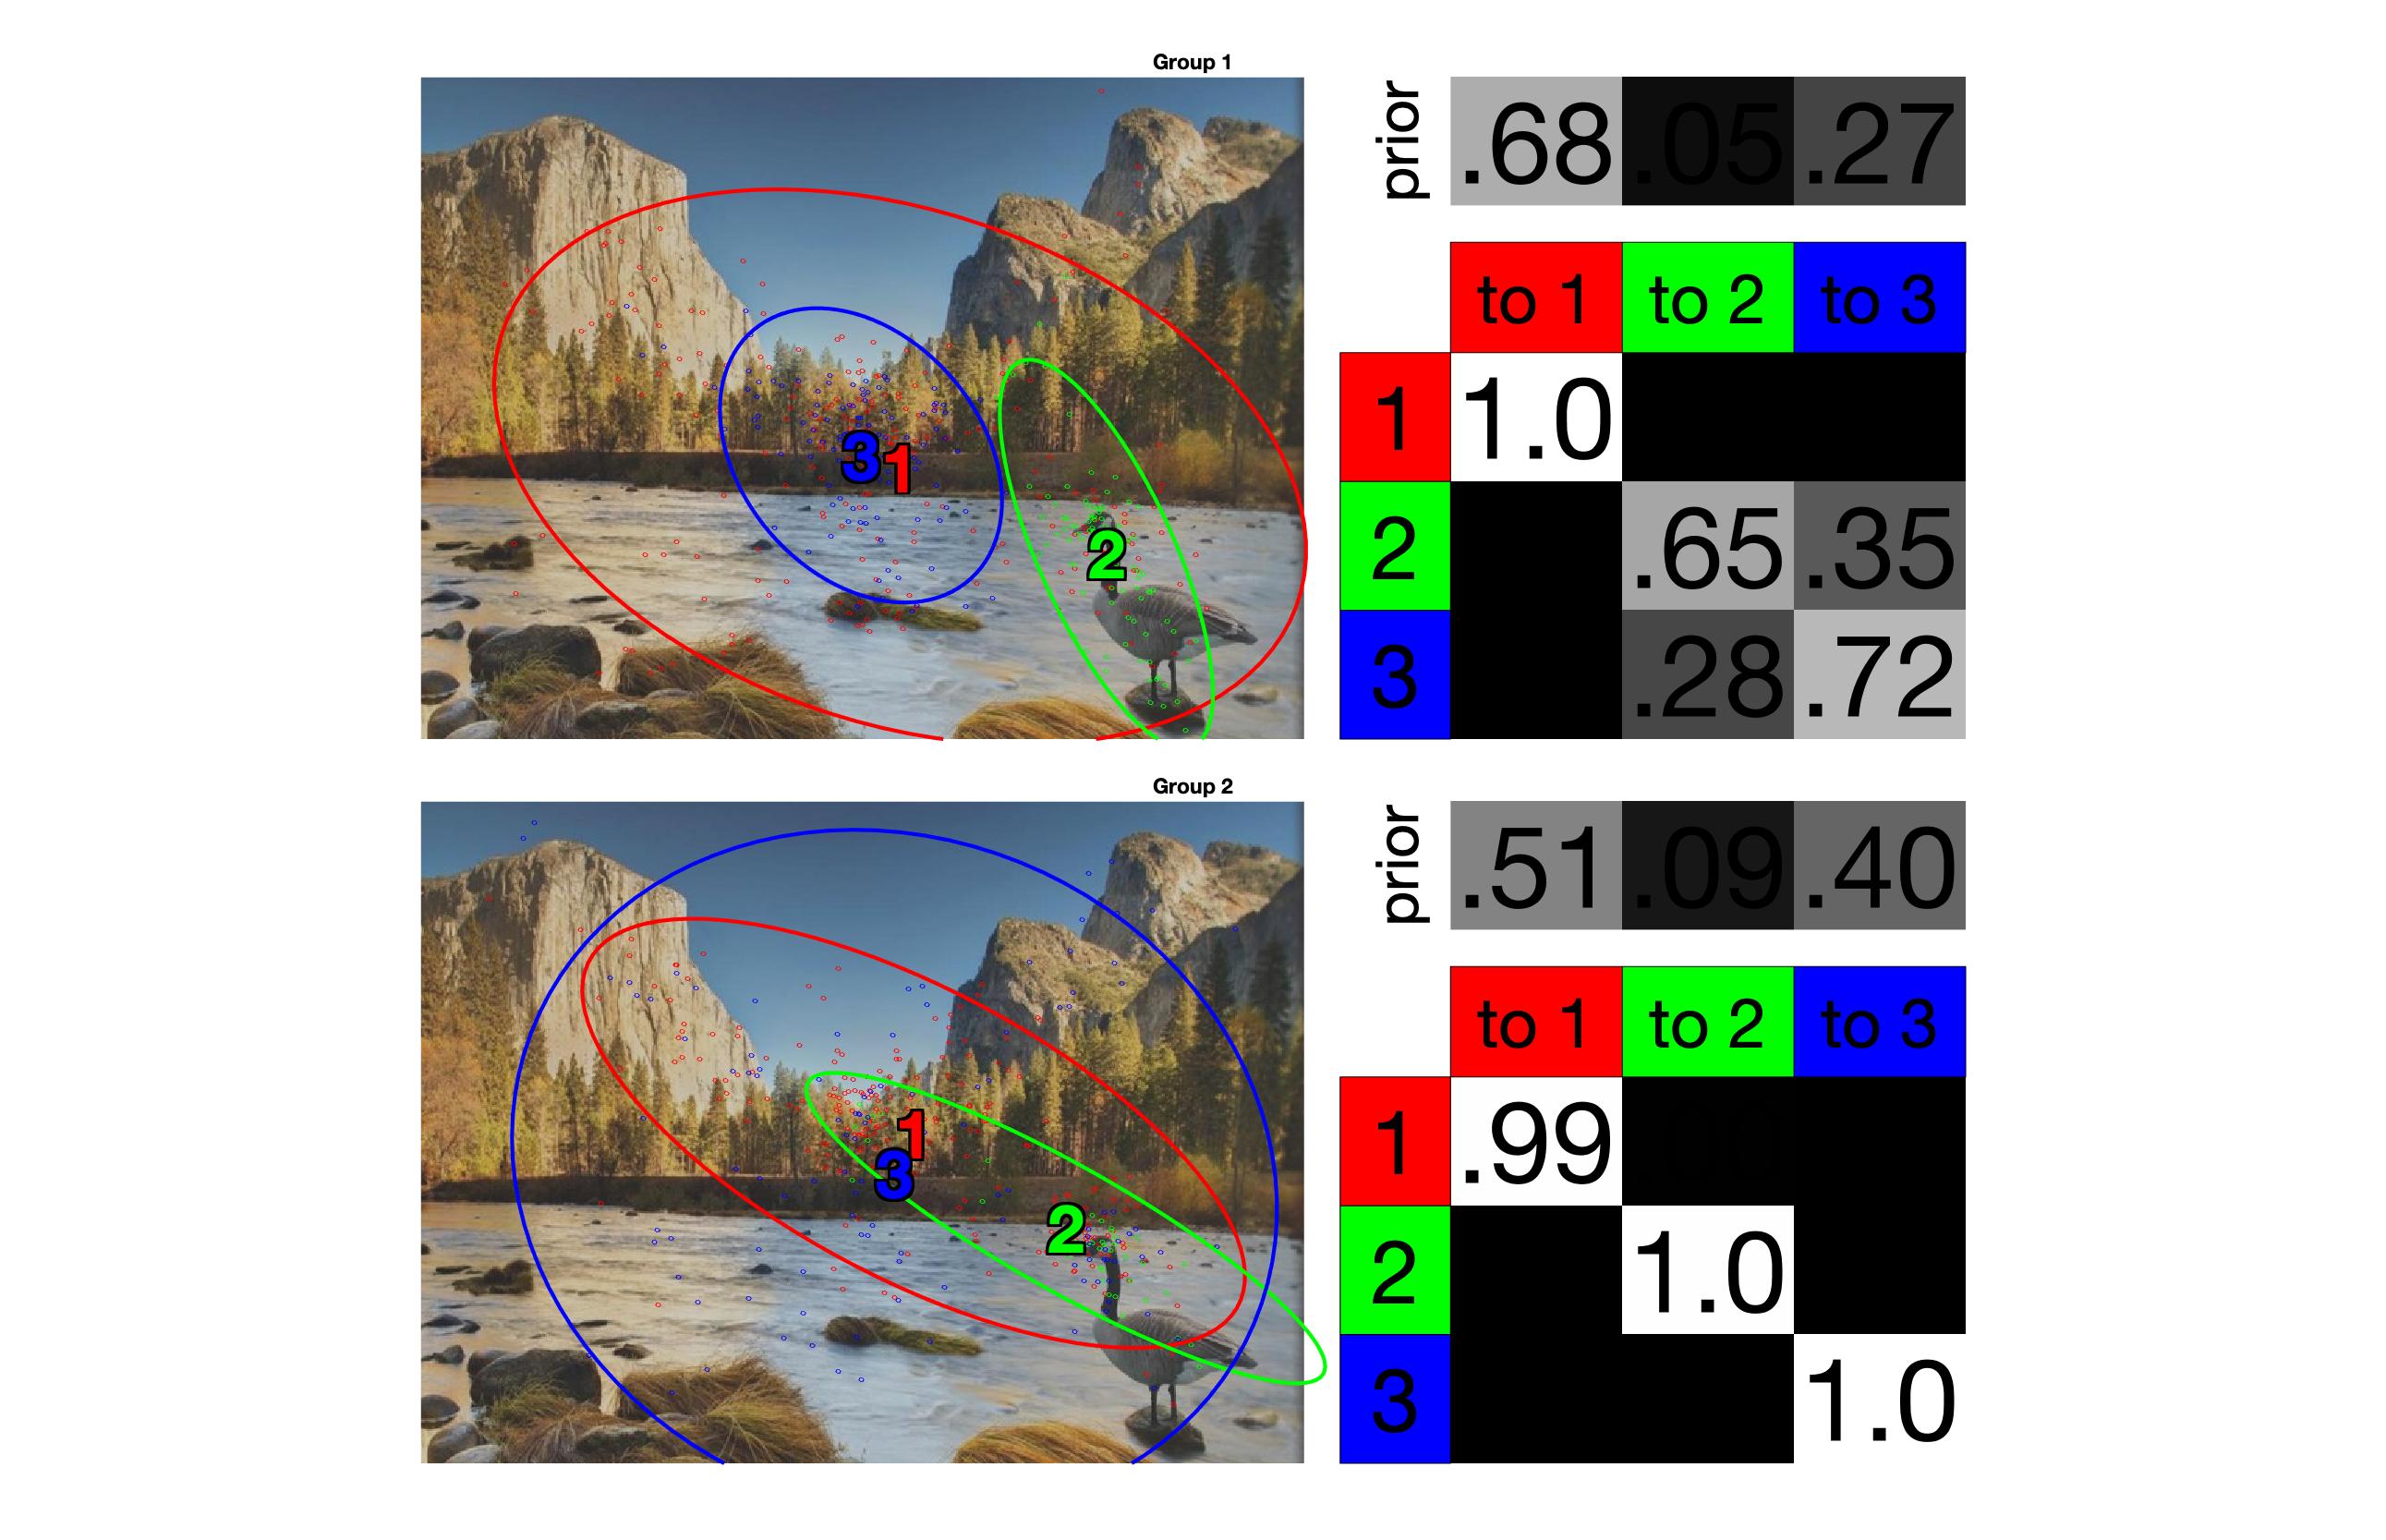 Group 1
prior .68 .05 .27
to 1 to 2 to 3
1 1.0
2 .65 .35
3 .28 .72
3 1
2
Group 2
prior .51 .09 .40
to 1 to 2 to 3
1 .99
2 1.0
3 1.0
1
3
2